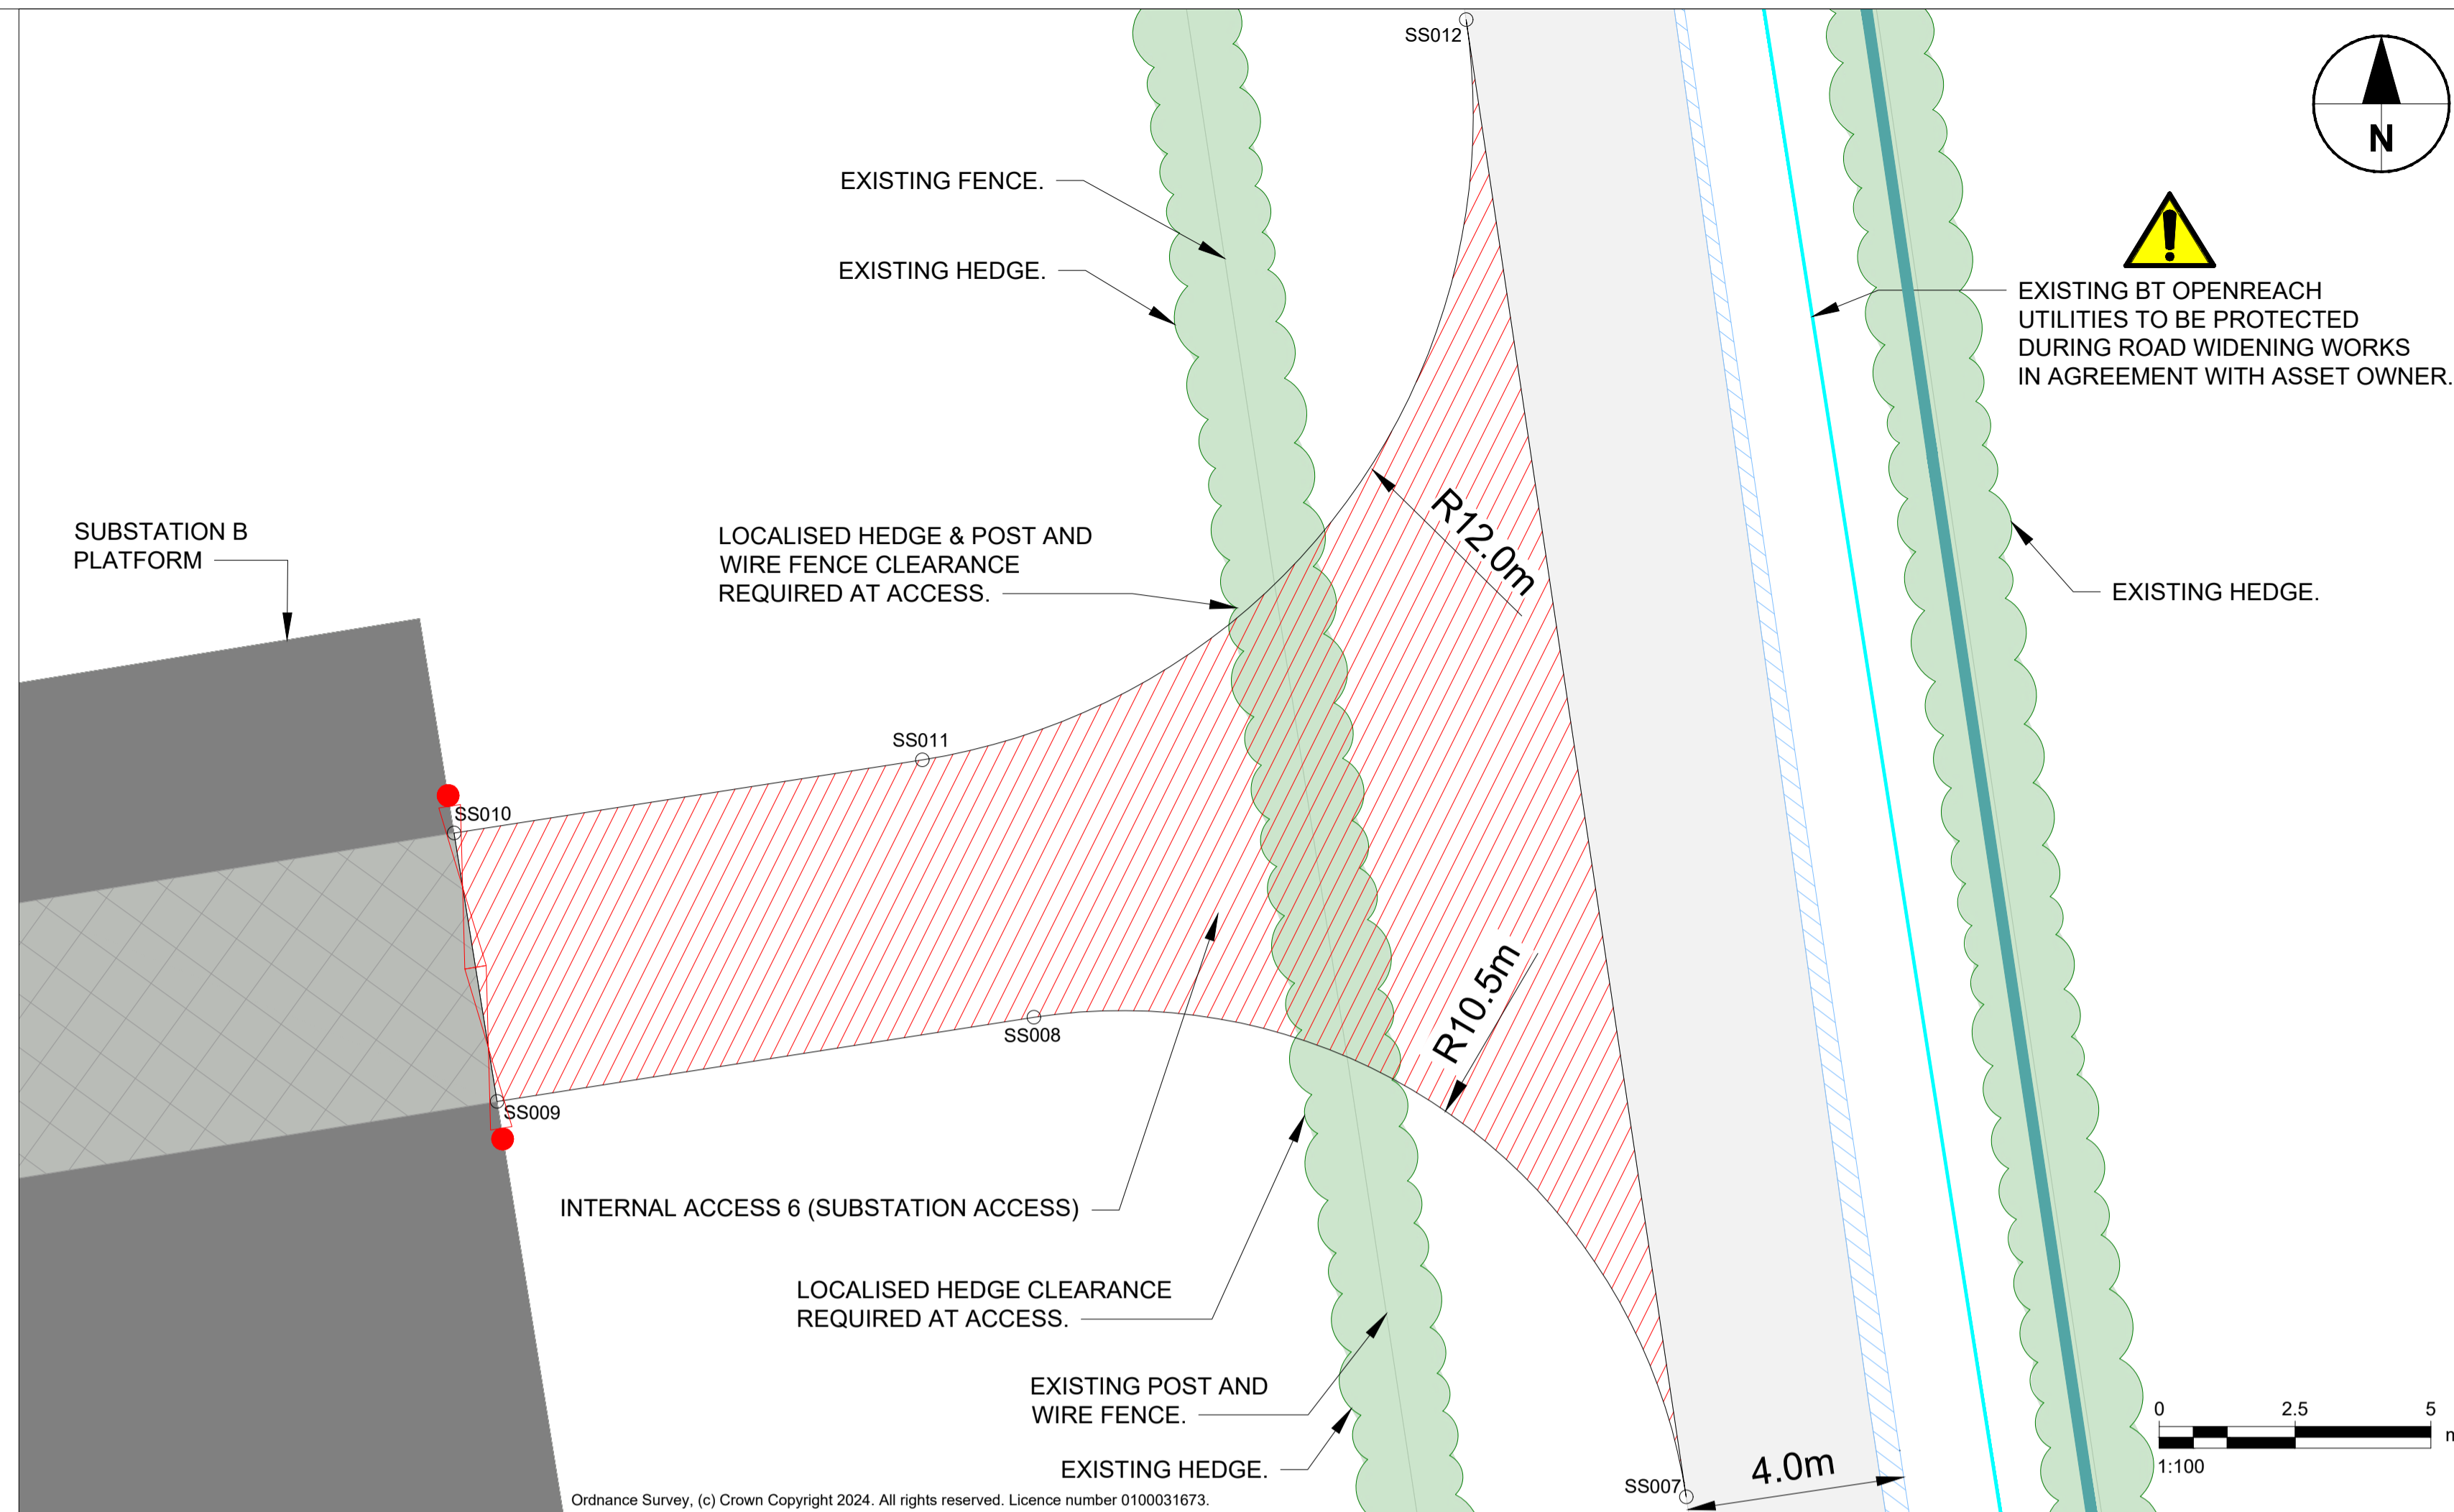 SS012
N
EXISTING FENCE.
EXISTING HEDGE.
EXISTING BT OPENREACH
UTILITIES TO BE PROTECTED
DURING ROAD WIDENING WORKS
IN AGREEMENT WITH ASSET OWNER.
SUBSTATION B
PLATFORM
LOCALISED HEDGE & POST AND
WIRE FENCE CLEARANCE
REQUIRED AT ACCESS.
R12.0m
EXISTING HEDGE.
SS011
SS010
R10.5m
SS008
SS009
INTERNAL ACCESS 6 (SUBSTATION ACCESS)
LOCALISED HEDGE CLEARANCE
REQUIRED AT ACCESS.
EXISTING POST AND
WIRE FENCE.
EXISTING HEDGE.
SS007
4.0m
0 2.5 5
m
1:100
Ordnance Survey, (c) Crown Copyright 2024. All rights reserved. Licence number 0100031673.